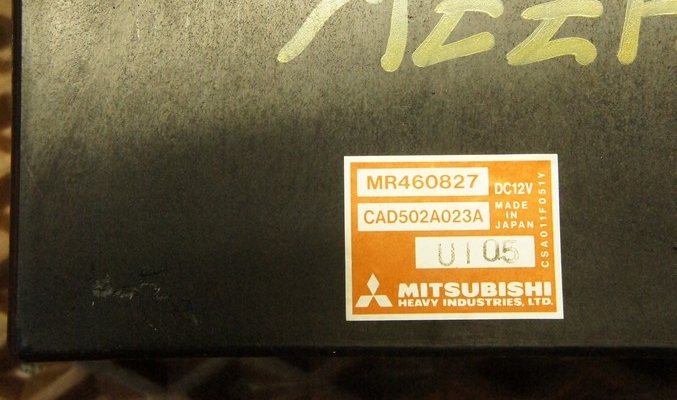 MR460827
DC12V
CAD502A023A
MADE
IN
JAPAN
U105
CSA011F051Y
MITSUBISHI
HEAVY INDUSTRIES, LTD.